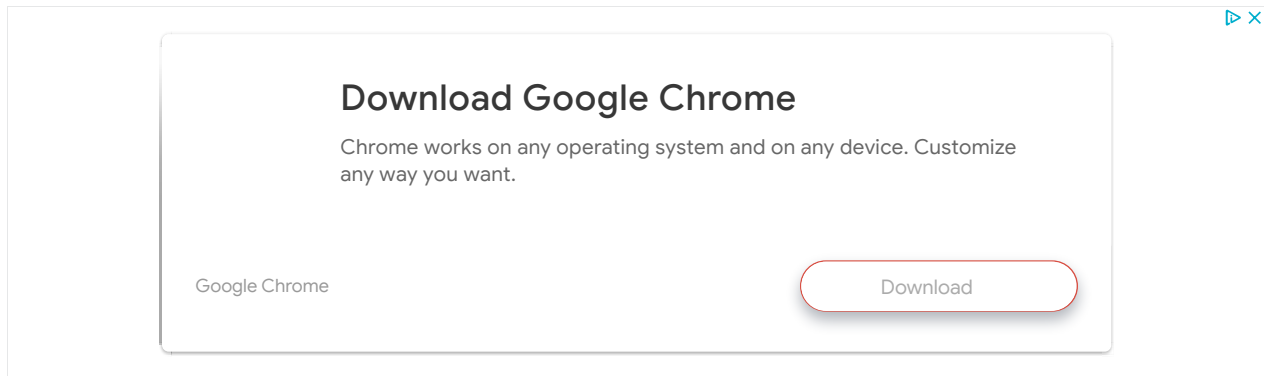 Download Google Chrome
Chrome works on any operating system and on any device. Customize
any way you want.
Google Chrome
Download